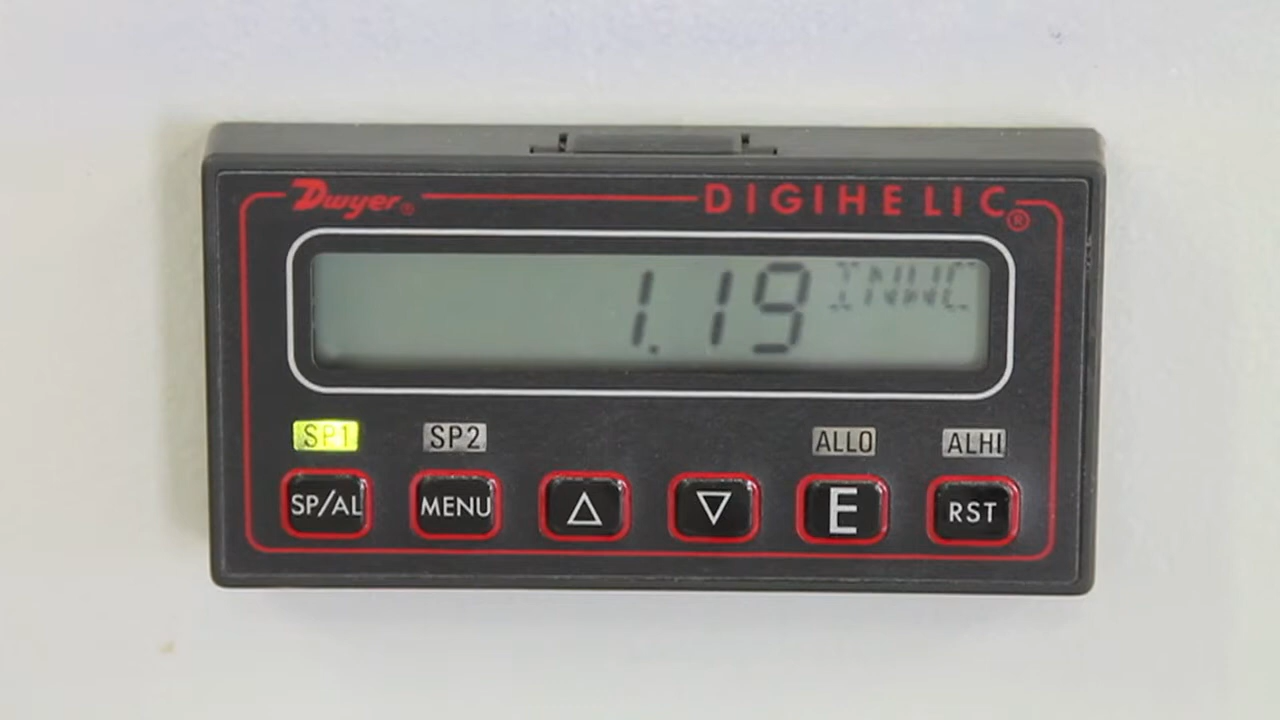 Dwyer® DIGIHELIC®
1.19 INWC
SP1 SP2 ALLO ALHI
SP/AL MENU △ ▽ E RST